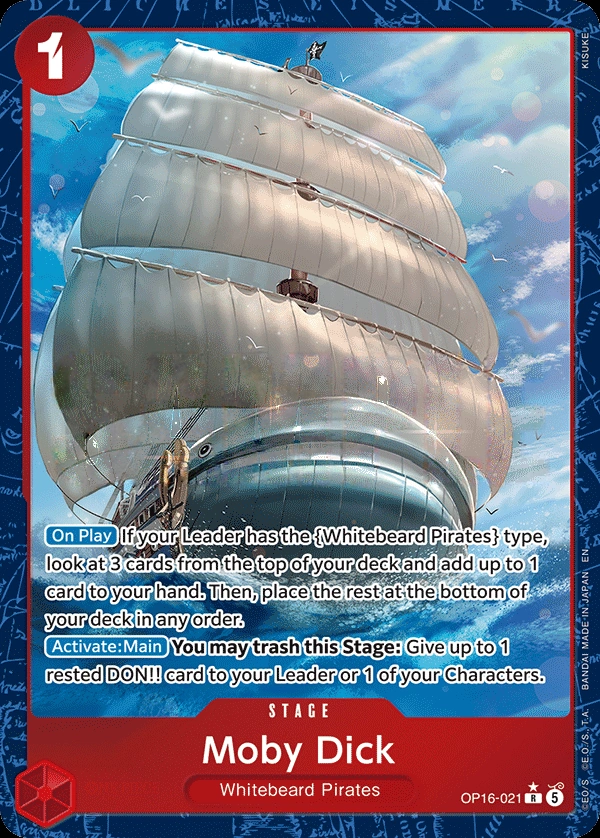 1
KISUKE
On Play If your Leader has the {Whitebeard Pirates} type,
look at 3 cards from the top of your deck and add up to 1
card to your hand. Then, place the rest at the bottom of
your deck in any order.
Activate:Main You may trash this Stage: Give up to 1
rested DON!! card to your Leader or 1 of your Characters.
STAGE
Moby Dick
Whitebeard Pirates
OP16-021 R 5
©E.O./S. ©E.O./S.,T.A. BANDAI MADE IN JAPAN EN